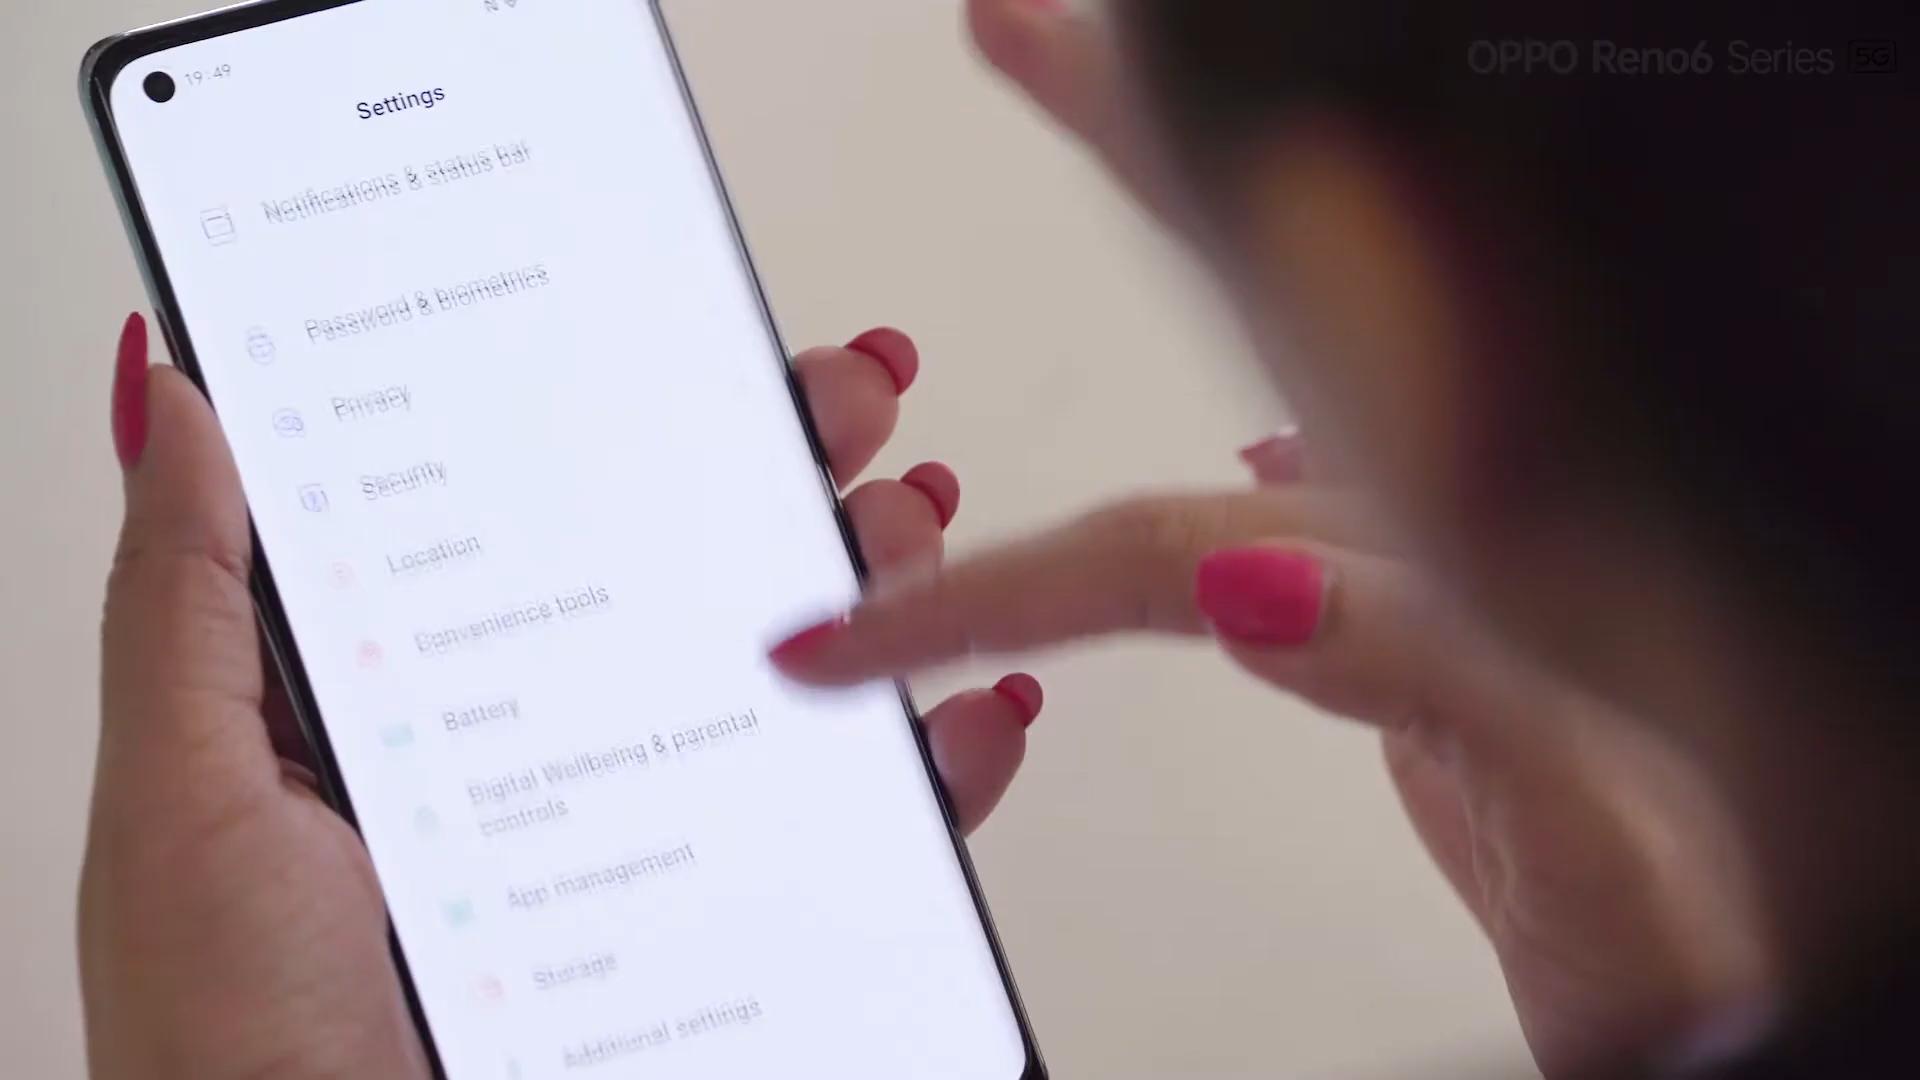 OPPO Reno6 Series 5G
19:49
Settings
Notifications & status bar
Password & biometrics
Privacy
Security
Location
Convenience tools
Battery
Digital Wellbeing & parental
controls
App management
Storage
Additional settings